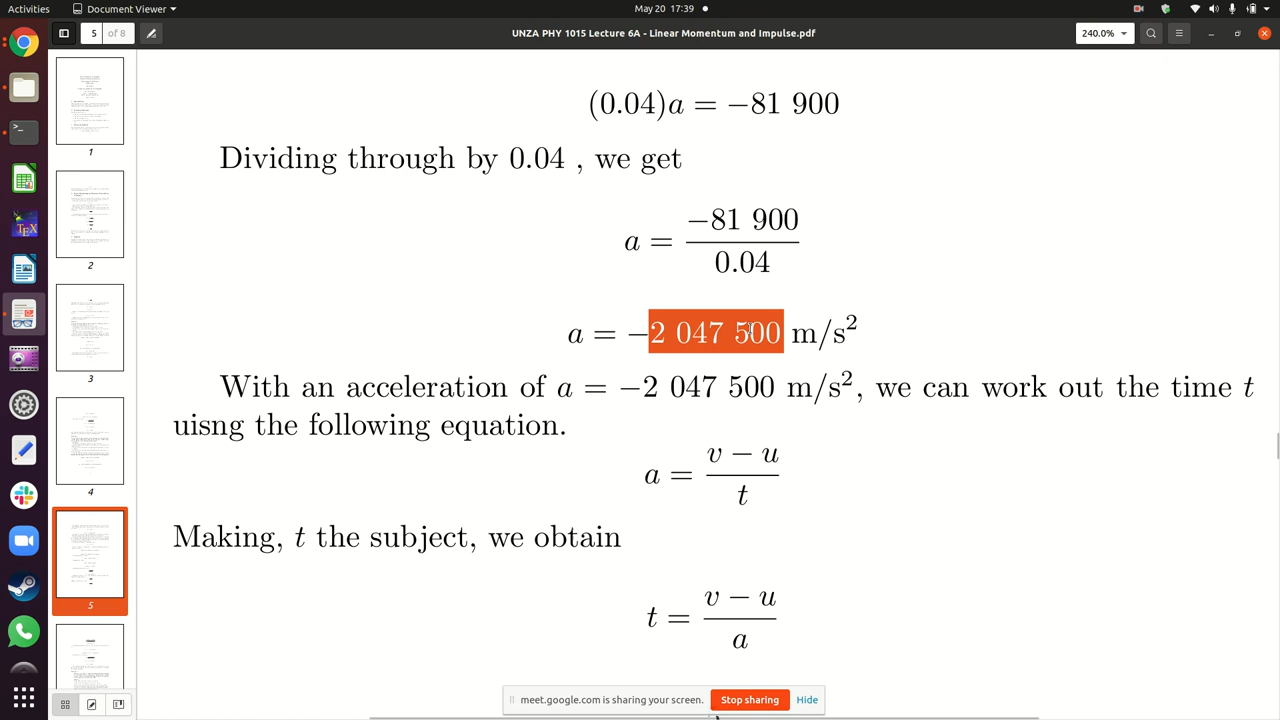 Activities Document Viewer May 20 17:39
5 of 8 UNZA PHY 1015 Lecture 6A - Linear Momentum and Impulse.pdf 240.0%
(0.04)a = −81 900
Dividing through by 0.04 , we get
a = −81 900 / 0.04
a = −2 047 500 m/s²
With an acceleration of a = −2 047 500 m/s², we can work out the time t
uisng the following equation.
a = v − u / t
Making, t the subject, we obtain
t = v − u / a
1
2
3
4
5
meet.google.com is sharing your screen. Stop sharing Hide